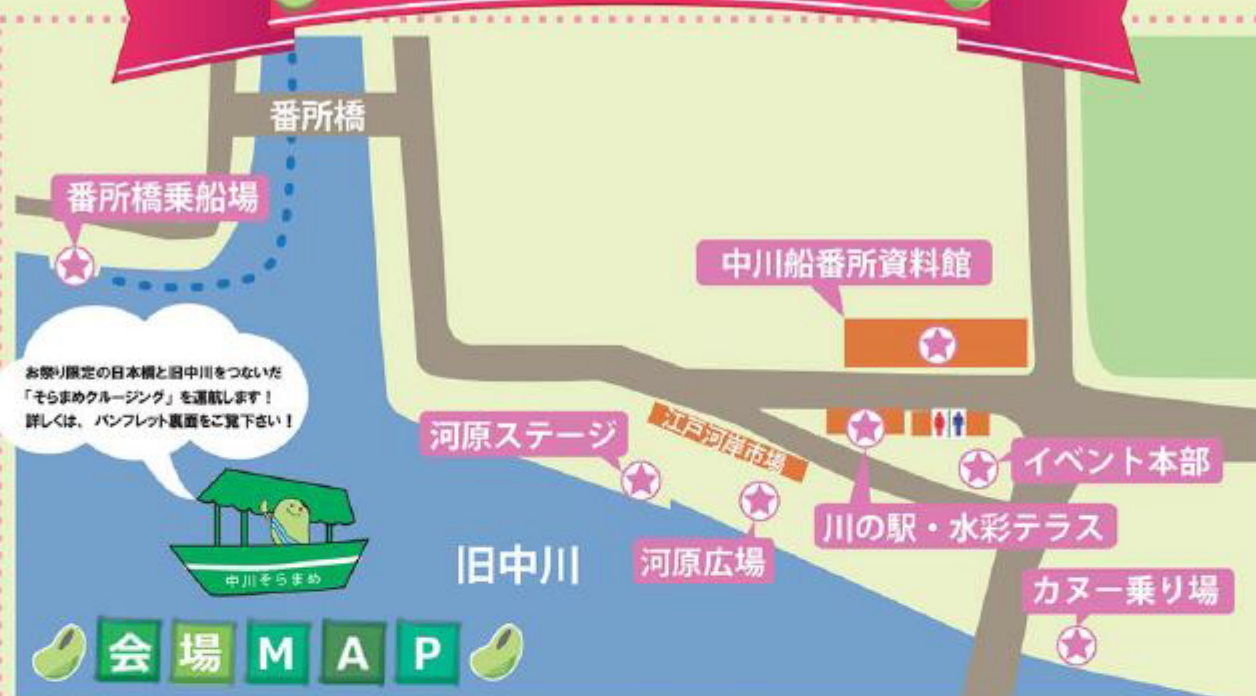 番所橋
番所橋乗船場
中川船番所資料館
お祭り限定の日本橋と旧中川をつないだ
「そらまめクルージング」を運航します！
詳しくは、パンフレット裏面をご覧下さい！
河原ステージ
江戸河岸市場
イベント本部
川の駅・水彩テラス
河原広場
旧中川
カヌー乗り場
中川そらまめ
会場MAP